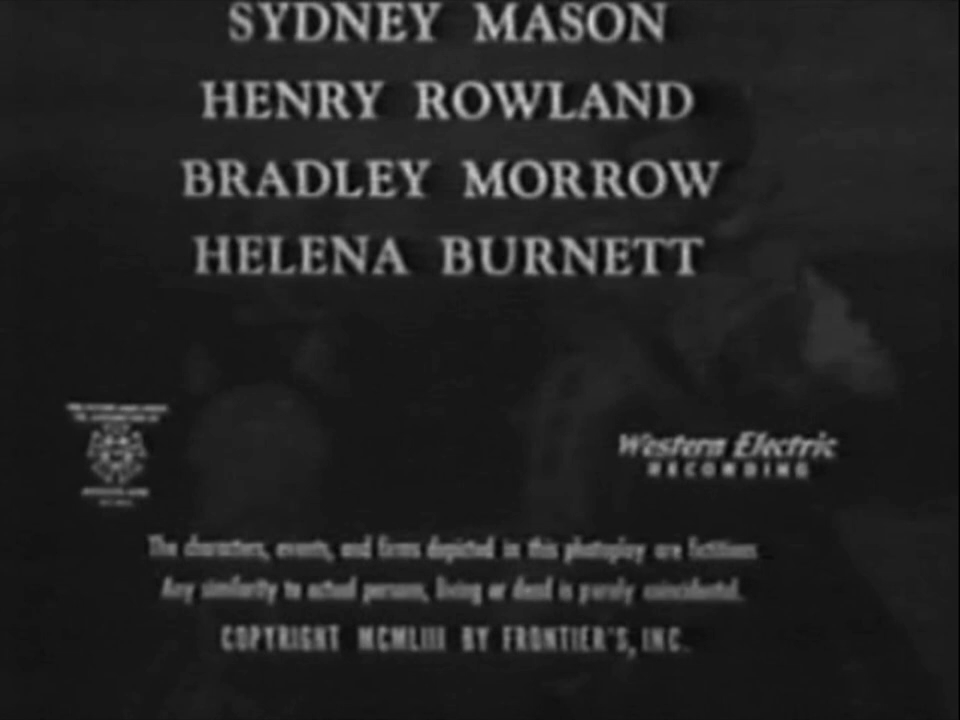 SYDNEY MASON
HENRY ROWLAND
BRADLEY MORROW
HELENA BURNETT
Western Electric
RECORDING
The characters, events, and firms depicted in this photoplay are fictitious
Any similarity to actual persons, living or dead is purely coincidental.
COPYRIGHT MCMLIII BY FRONTIER'S, INC.